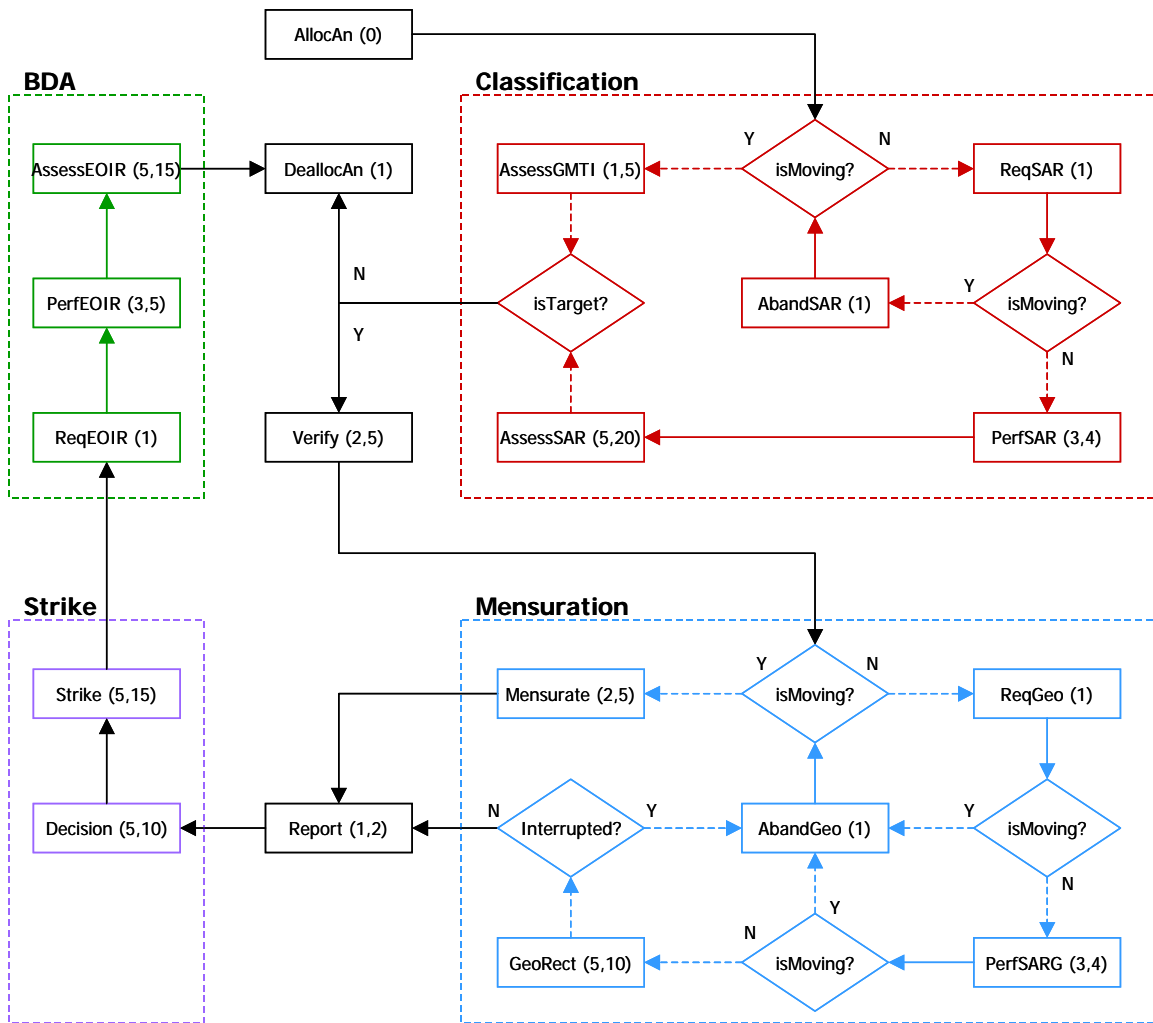 AllocAn (0)
BDA
Classification
Y
N
AssessEOIR (5,15)
DeallocAn (1)
AssessGMTI (1,5)
isMoving?
ReqSAR (1)
N
Y
PerfEOIR (3,5)
isTarget?
AbandSAR (1)
isMoving?
Y
N
ReqEOIR (1)
Verify (2,5)
AssessSAR (5,20)
PerfSAR (3,4)
Strike
Mensuration
Y
N
Strike (5,15)
Mensurate (2,5)
isMoving?
ReqGeo (1)
N
Y
Y
Decision (5,10)
Report (1,2)
Interrupted?
AbandGeo (1)
isMoving?
N
Y
N
GeoRect (5,10)
isMoving?
PerfSARG (3,4)